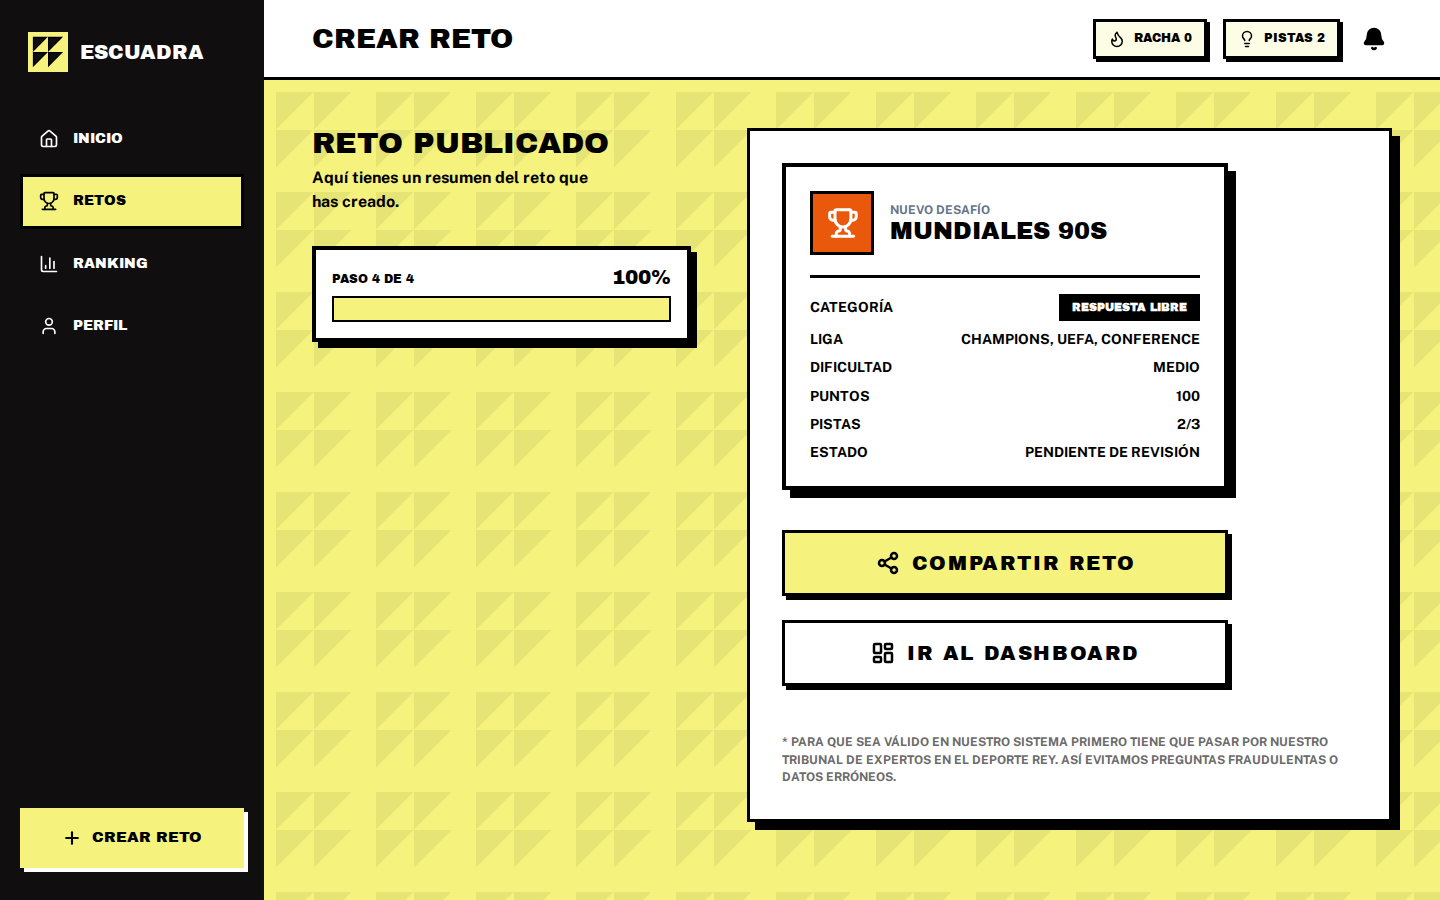 ESCUADRA
INICIO
RETOS
RANKING
PERFIL
CREAR RETO
CREAR RETO
RACHA 0
PISTAS 2
RETO PUBLICADO
Aquí tienes un resumen del reto que
has creado.
PASO 4 DE 4 100%
NUEVO DESAFÍO
MUNDIALES 90S
CATEGORÍA RESPUESTA LIBRE
LIGA CHAMPIONS, UEFA, CONFERENCE
DIFICULTAD MEDIO
PUNTOS 100
PISTAS 2/3
ESTADO PENDIENTE DE REVISIÓN
COMPARTIR RETO
IR AL DASHBOARD
* PARA QUE SEA VÁLIDO EN NUESTRO SISTEMA PRIMERO TIENE QUE PASAR POR NUESTRO
TRIBUNAL DE EXPERTOS EN EL DEPORTE REY. ASÍ EVITAMOS PREGUNTAS FRAUDULENTAS O
DATOS ERRÓNEOS.